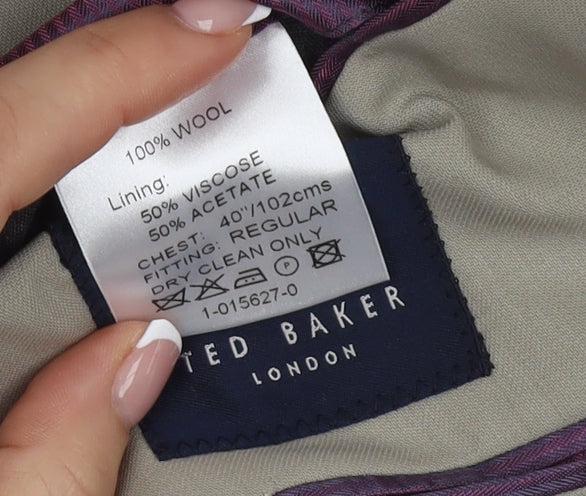 100% WOOL
Lining:
50% VISCOSE
50% ACETATE
CHEST: 40"/102cms
FITTING: REGULAR
DRY CLEAN ONLY
P
1-015627-0
TED BAKER
LONDON